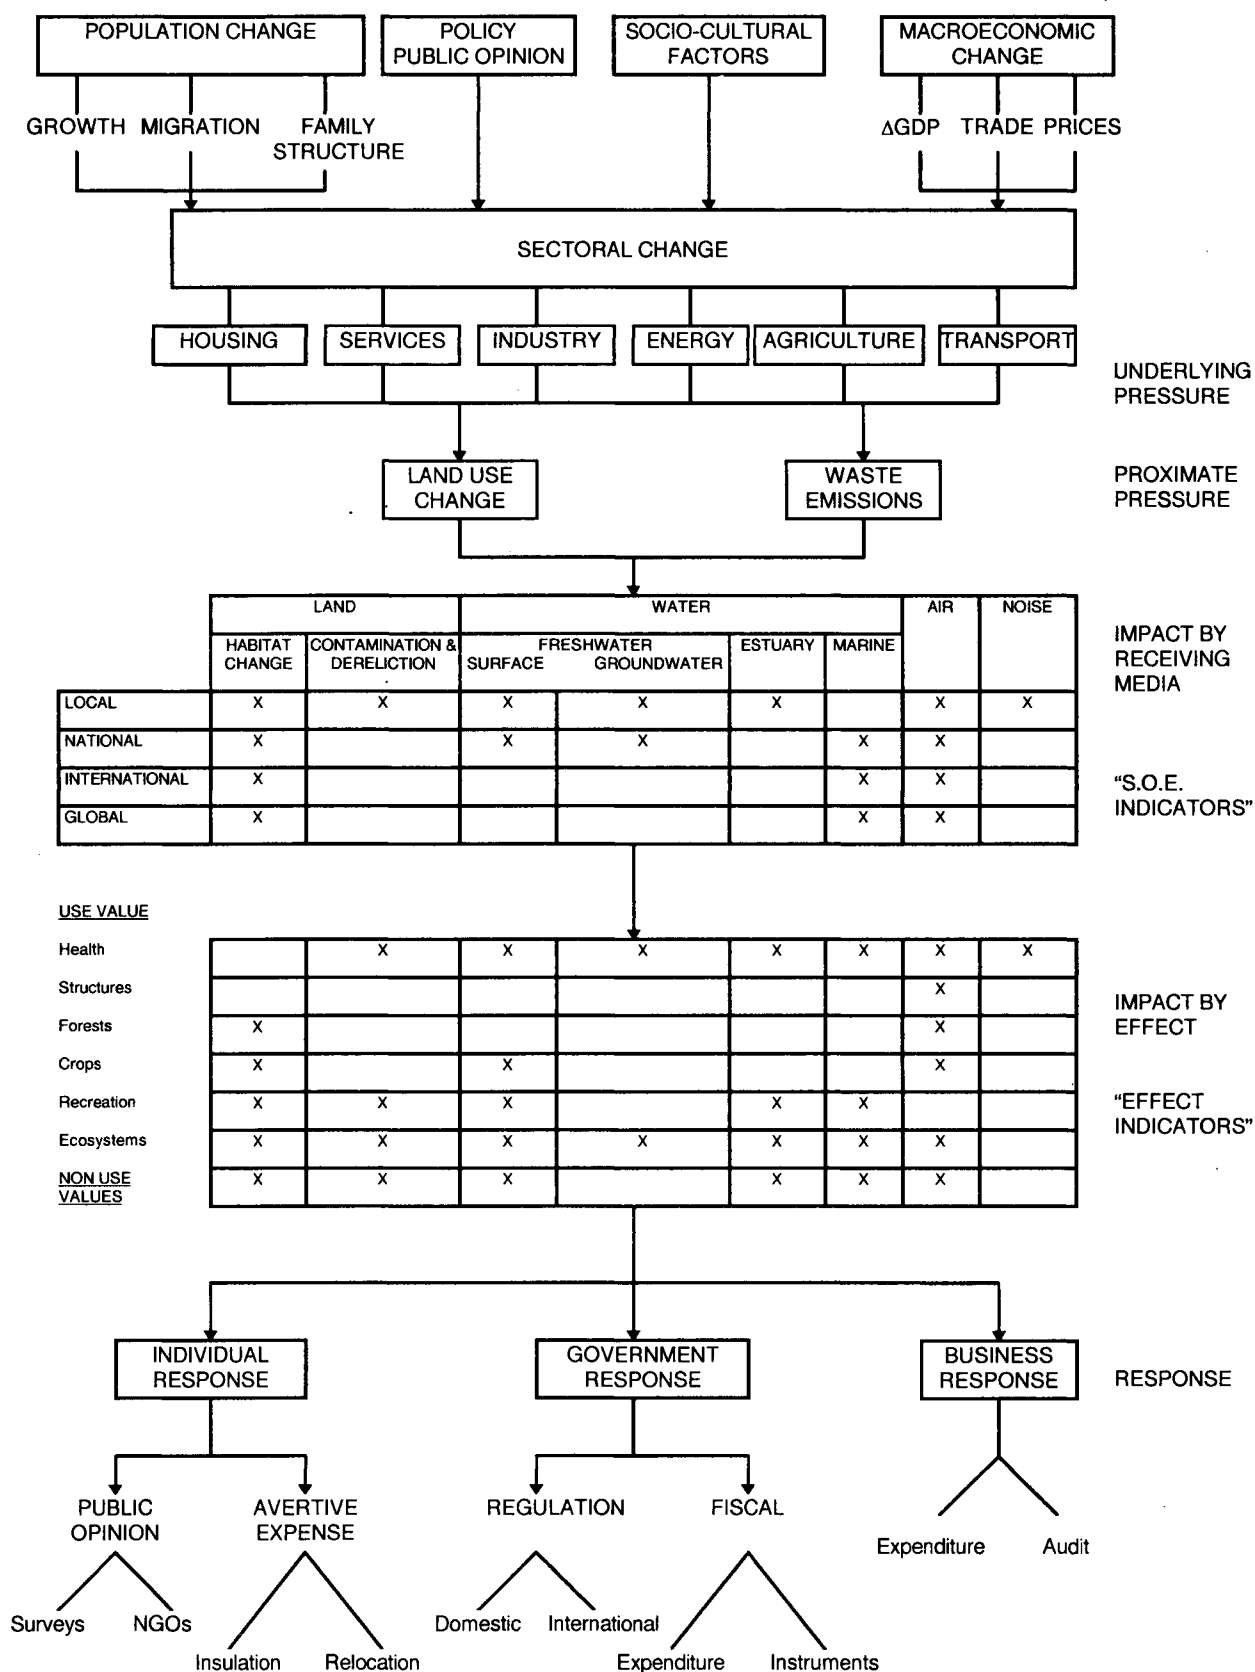 POPULATION CHANGE
POLICY
PUBLIC OPINION
SOCIO-CULTURAL
FACTORS
MACROECONOMIC
CHANGE
GROWTH MIGRATION FAMILY
STRUCTURE
ΔGDP TRADE PRICES
SECTORAL CHANGE
HOUSING SERVICES INDUSTRY ENERGY AGRICULTURE TRANSPORT
UNDERLYING
PRESSURE
LAND USE
CHANGE
WASTE
EMISSIONS
PROXIMATE
PRESSURE
LAND WATER AIR NOISE
HABITAT
CHANGE
CONTAMINATION &
DERELICTION
FRESHWATER
SURFACE GROUNDWATER
ESTUARY MARINE
IMPACT BY
RECEIVING
MEDIA
LOCAL X X X X X X X
NATIONAL X X X X X
INTERNATIONAL X X X
GLOBAL X X X
“S.O.E.
INDICATORS”
USE VALUE
Health X X X X X X X
Structures X
Forests X X
Crops X X X
Recreation X X X X X
Ecosystems X X X X X X X
NON USE
VALUES
X X X X X X
IMPACT BY
EFFECT
“EFFECT
INDICATORS”
INDIVIDUAL
RESPONSE
GOVERNMENT
RESPONSE
BUSINESS
RESPONSE
RESPONSE
PUBLIC
OPINION
AVERTIVE
EXPENSE
REGULATION FISCAL
Expenditure Audit
Surveys NGOs
Domestic International
Insulation Relocation
Expenditure Instruments